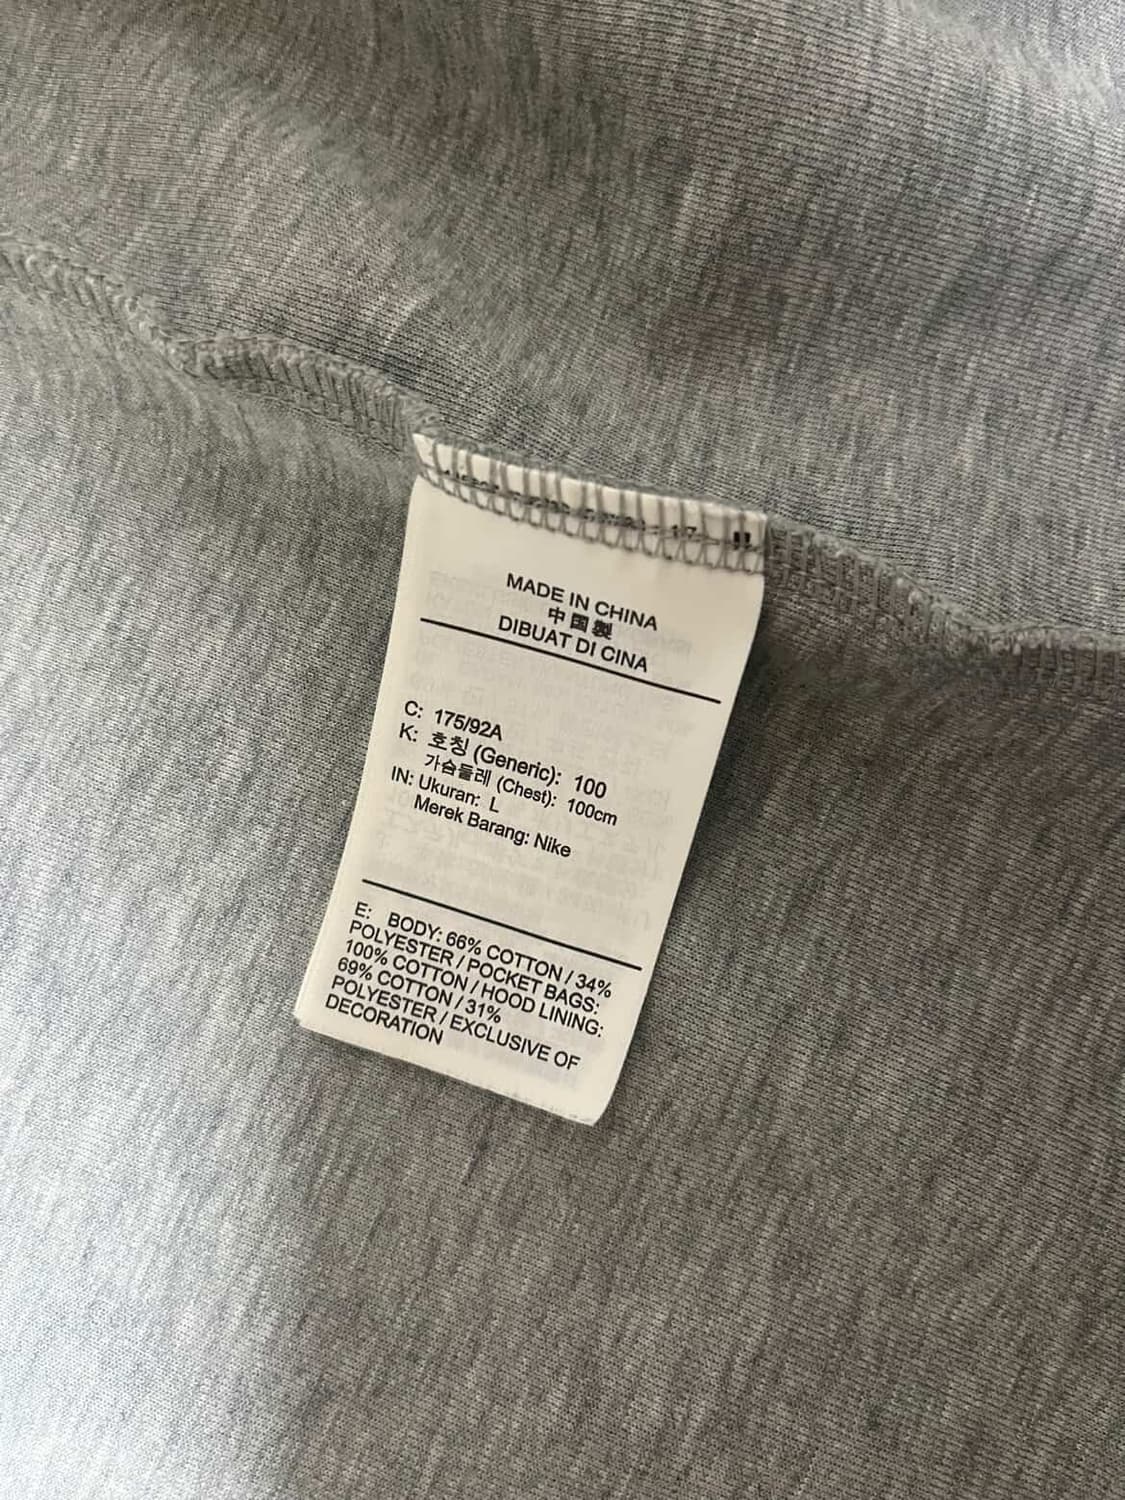 MADE IN CHINA
中国製
DIBUAT DI CINA
C: 175/92A
K: 호칭 (Generic): 100
가슴둘레 (Chest): 100cm
IN: Ukuran: L
Merek Barang: Nike
E: BODY: 66% COTTON / 34%
POLYESTER / POCKET BAGS:
100% COTTON / HOOD LINING:
69% COTTON / 31%
POLYESTER / EXCLUSIVE OF
DECORATION